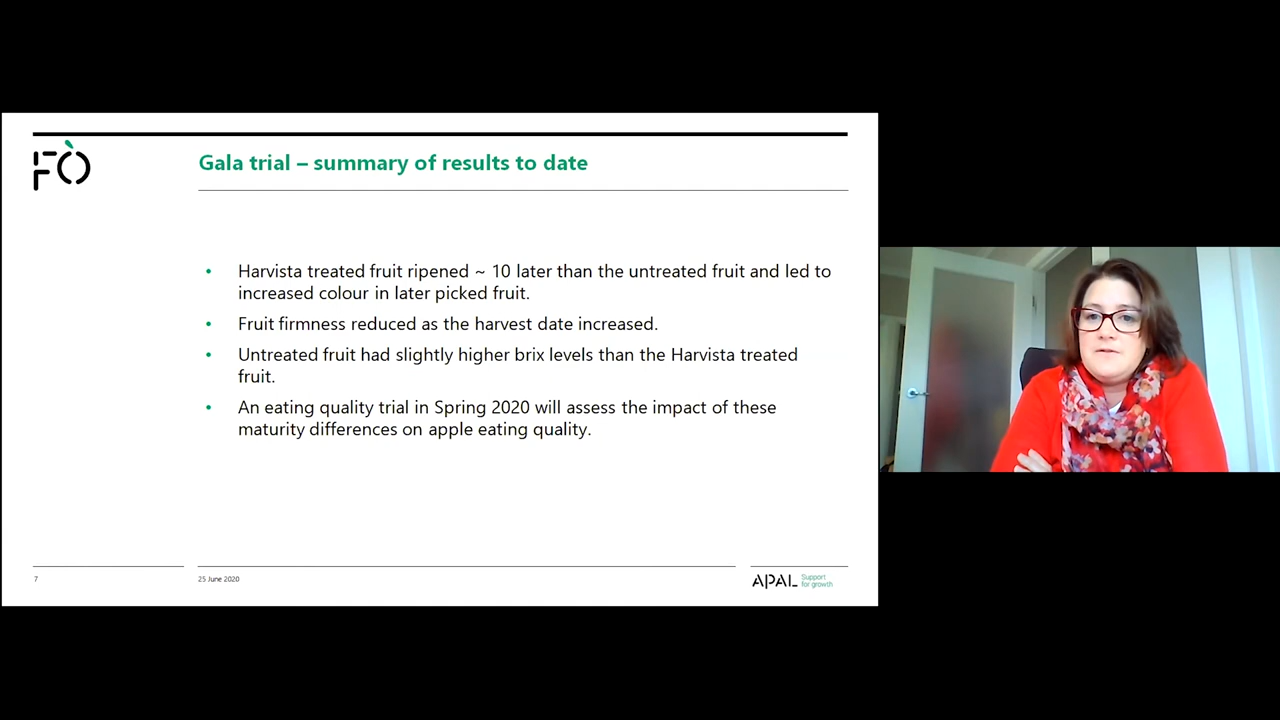 FO
Gala trial – summary of results to date
• Harvista treated fruit ripened ~ 10 later than the untreated fruit and led to
increased colour in later picked fruit.
• Fruit firmness reduced as the harvest date increased.
• Untreated fruit had slightly higher brix levels than the Harvista treated
fruit.
• An eating quality trial in Spring 2020 will assess the impact of these
maturity differences on apple eating quality.
7
25 June 2020
APAL
Support
for growth